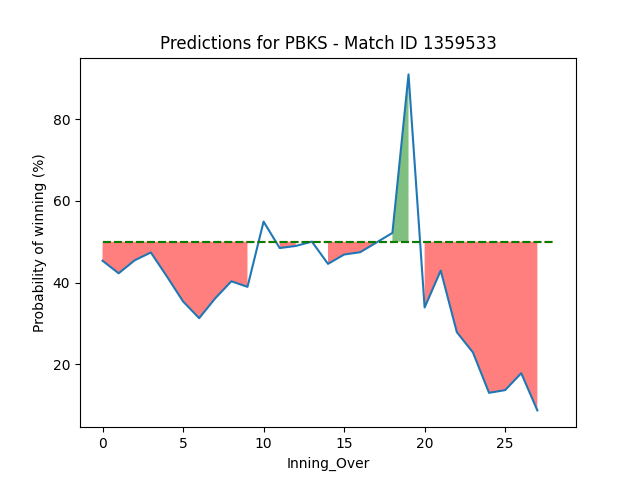 Predictions for PBKS - Match ID 1359533
Probability of winning (%)
80
60
40
20
0 5 10 15 20 25
Inning_Over